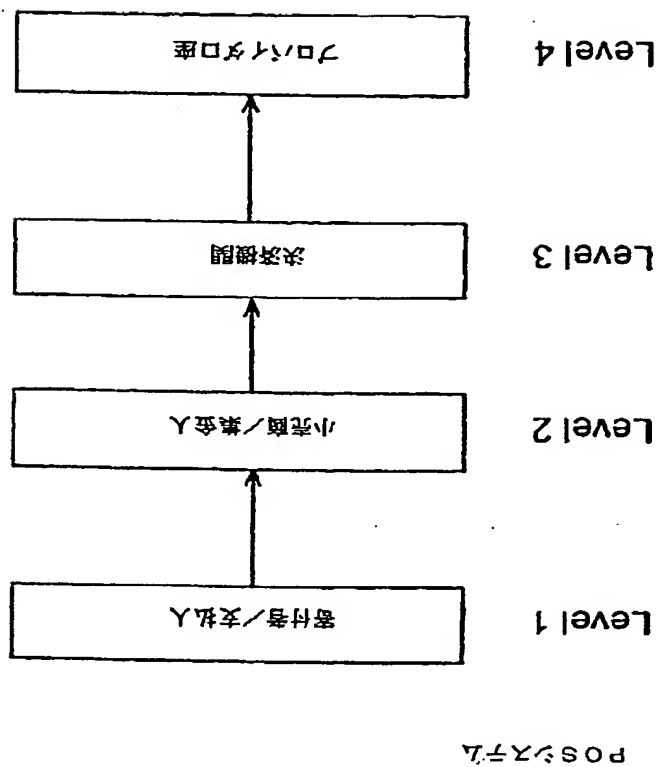 POSシステム
Level 1 寄付者／支払人
Level 2 小売商／集金人
Level 3 決済機関
Level 4 プロバイダ口座